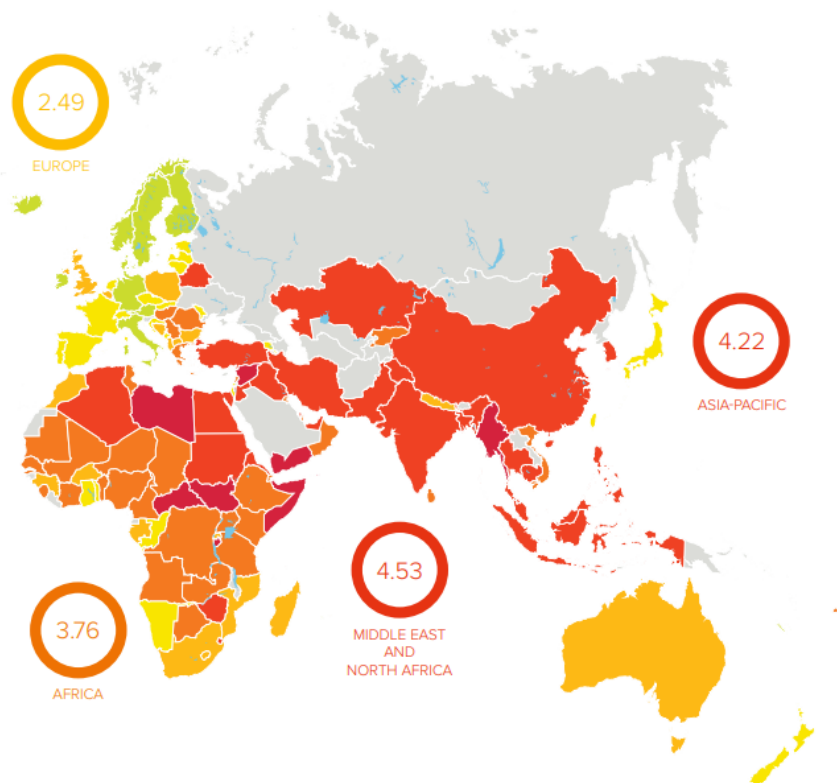 2.49
EUROPE
4.22
ASIA-PACIFIC
4.53
MIDDLE EAST
AND
NORTH AFRICA
3.76
AFRICA